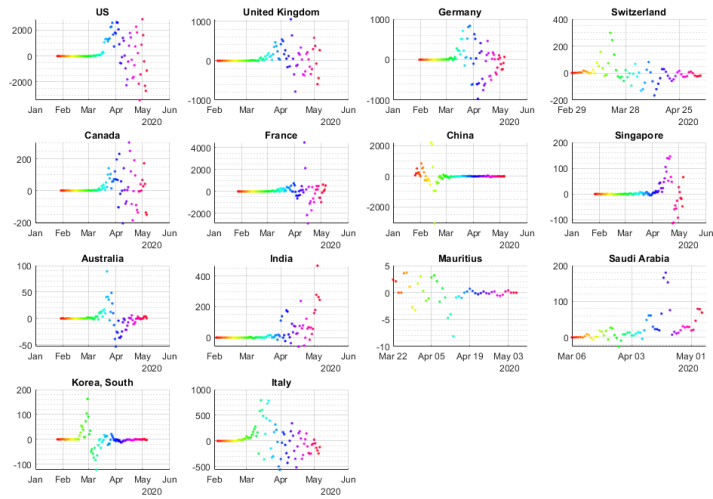 US
2000
0
-2000
Jan Feb Mar Apr May Jun
2020
United Kingdom
1000
0
-1000
Feb Mar Apr May Jun
2020
Germany
1000
0
-1000
Jan Feb Mar Apr May Jun
2020
Switzerland
400
200
0
-200
Feb 29 Mar 28 Apr 25
2020
Canada
200
0
-200
Jan Feb Mar Apr May Jun
2020
France
4000
2000
0
-2000
Jan Feb Mar Apr May Jun
2020
China
2000
0
-2000
Jan Feb Mar Apr May Jun
2020
Singapore
200
100
0
-100
Jan Feb Mar Apr May Jun
2020
Australia
100
50
0
-50
Jan Feb Mar Apr May Jun
2020
India
400
200
0
Feb Mar Apr May Jun
2020
Mauritius
5
0
-5
-10
Mar 22 Apr 05 Apr 19 May 03
2020
Saudi Arabia
200
100
0
Mar 06 Apr 03 May 01
2020
Korea, South
200
100
0
-100
Jan Feb Mar Apr May Jun
2020
Italy
1000
500
0
-500
Feb Mar Apr May Jun
2020